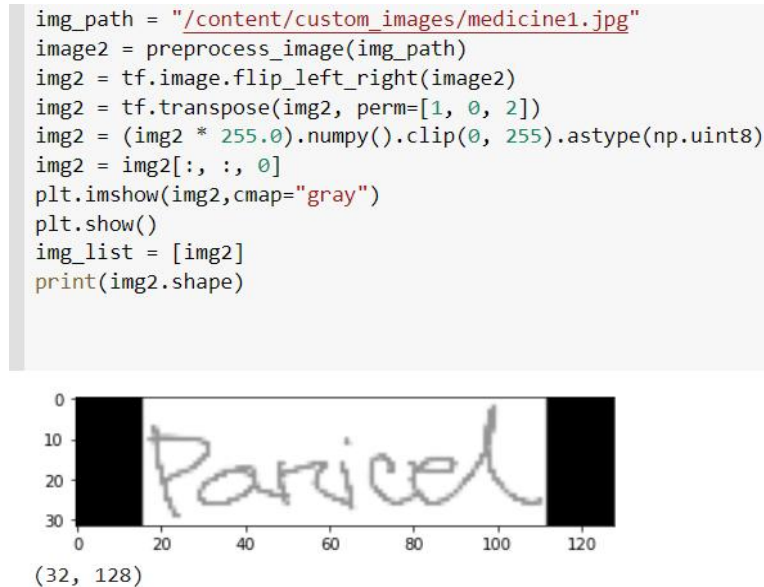 img_path = "/content/custom_images/medicine1.jpg"
image2 = preprocess_image(img_path)
img2 = tf.image.flip_left_right(image2)
img2 = tf.transpose(img2, perm=[1, 0, 2])
img2 = (img2 * 255.0).numpy().clip(0, 255).astype(np.uint8)
img2 = img2[:, :, 0]
plt.imshow(img2,cmap="gray")
plt.show()
img_list = [img2]
print(img2.shape)
0
10
20
30
Panicel
0 20 40 60 80 100 120
(32, 128)